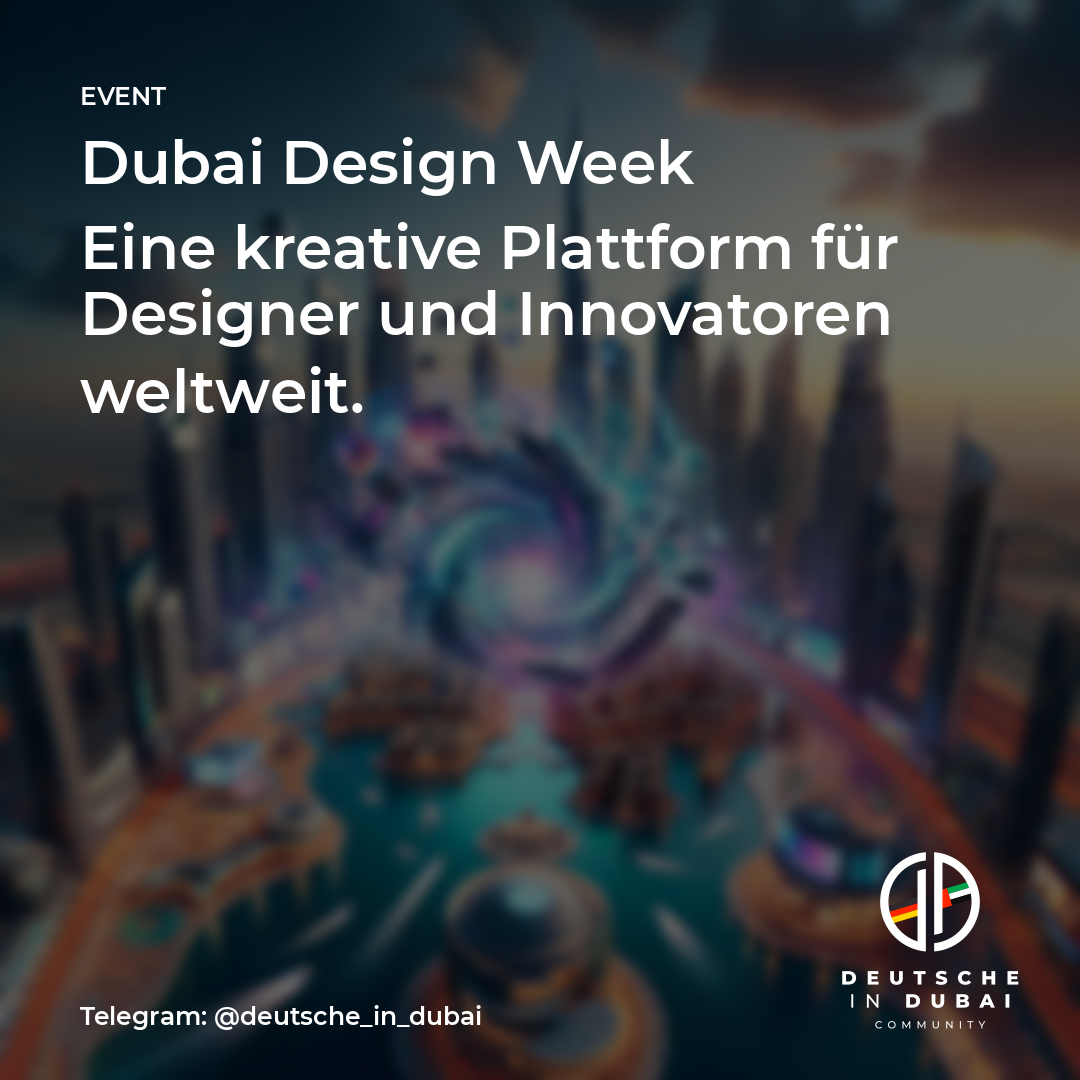 EVENT
Dubai Design Week
Eine kreative Plattform für
Designer und Innovatoren
weltweit.
Telegram: @deutsche_in_dubai
DEUTSCHE
IN DUBAI
COMMUNITY